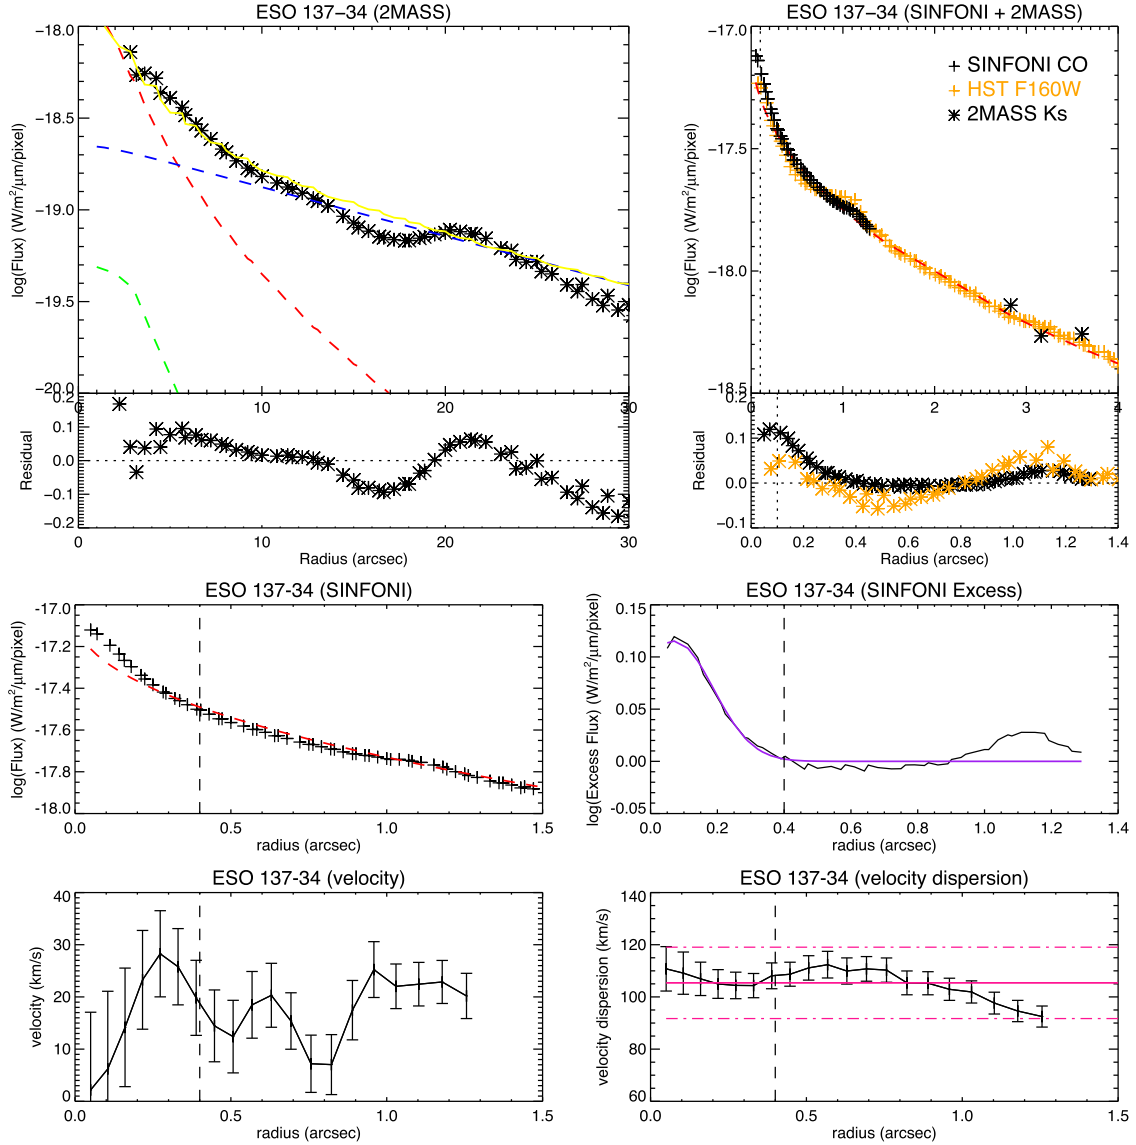 ESO 137−34 (2MASS)
−18.0
−18.5
−19.0
−19.5
−20.0
log(Flux) (W/m²/μm/pixel)
0 10 20 30
0.1
0.0
−0.1
−0.2
Residual
0 10 20 30
Radius (arcsec)
ESO 137−34 (SINFONI + 2MASS)
−17.0
−17.5
−18.0
−18.5
log(Flux) (W/m²/μm/pixel)
SINFONI CO
HST F160W
2MASS Ks
0 1 2 3 4
0.2
0.1
0.0
−0.1
Residual
0.0 0.2 0.4 0.6 0.8 1.0 1.2 1.4
Radius (arcsec)
ESO 137-34 (SINFONI)
-17.0
-17.2
-17.4
-17.6
-17.8
-18.0
log(Flux) (W/m²/μm/pixel)
0.0 0.5 1.0 1.5
radius (arcsec)
ESO 137-34 (SINFONI Excess)
0.15
0.10
0.05
0.00
-0.05
log(Excess Flux) (W/m²/μm/pixel)
0.0 0.2 0.4 0.6 0.8 1.0 1.2 1.4
radius (arcsec)
ESO 137-34 (velocity)
40
30
20
10
0
velocity (km/s)
0.0 0.5 1.0 1.5
radius (arcsec)
ESO 137-34 (velocity dispersion)
140
120
100
80
60
velocity dispersion (km/s)
0.0 0.5 1.0 1.5
radius (arcsec)